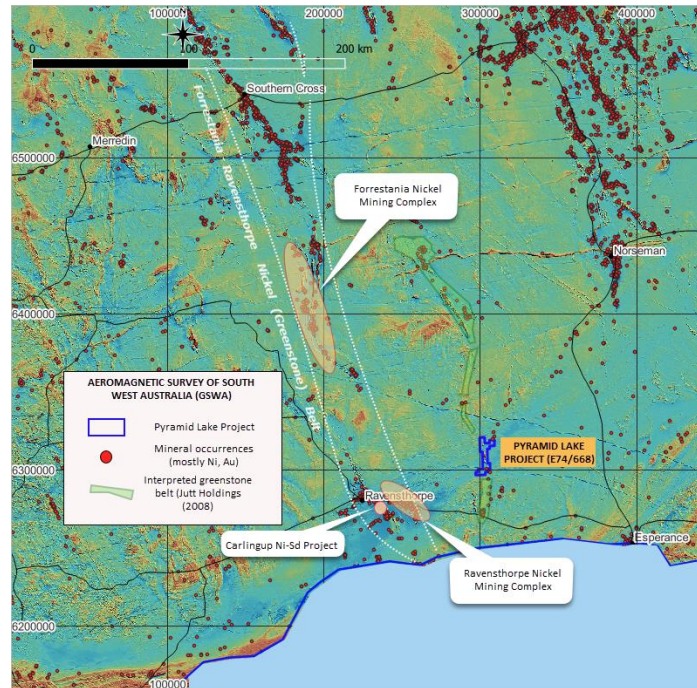 100000
200000
300000
400000
0
100
200 km
Southern Cross
Merredin
6500000
Forrestania Ravensthorpe Nickel (Greenstone) Belt
Forrestania Nickel
Mining Complex
Norseman
6400000
AEROMAGNETIC SURVEY OF SOUTH
WEST AUSTRALIA (GSWA)
Pyramid Lake Project
Mineral occurrences
(mostly Ni, Au)
Interpreted greenstone
belt (Jutt Holdings
(2008)
PYRAMID LAKE
PROJECT (E74/668)
6300000
Ravensthorpe
Carlingup Ni-Sd Project
Esperance
Ravensthorpe Nickel
Mining Complex
6200000
100000